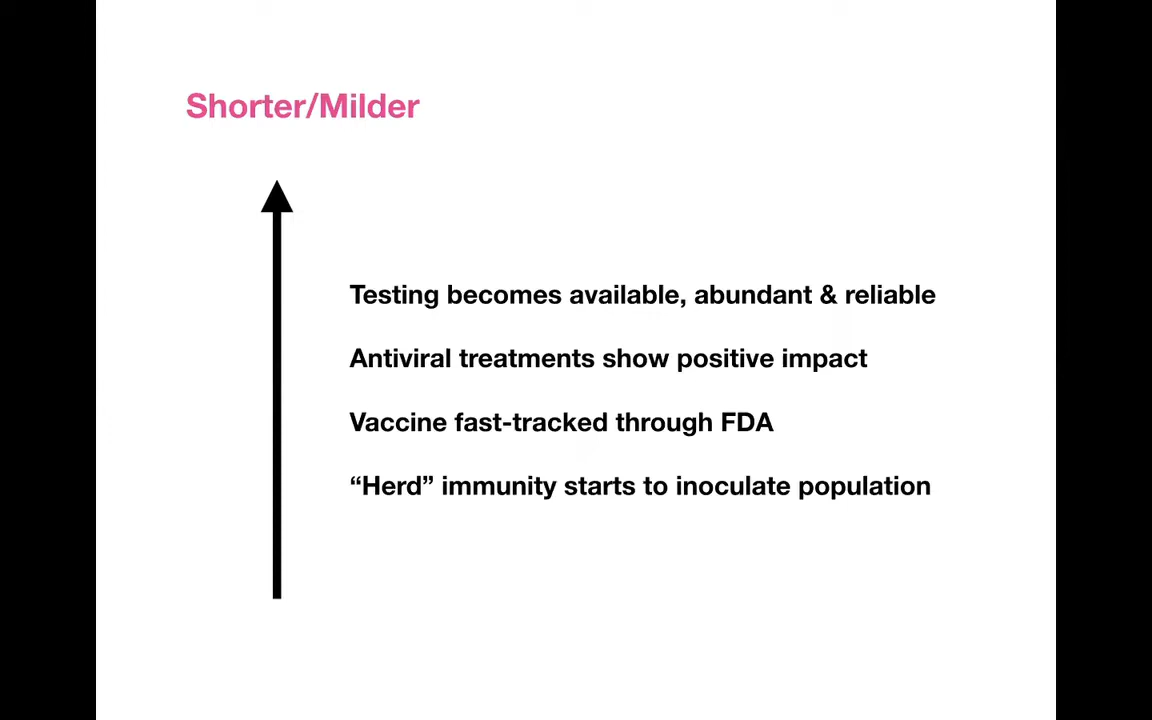 Shorter/Milder
Testing becomes available, abundant & reliable
Antiviral treatments show positive impact
Vaccine fast-tracked through FDA
“Herd” immunity starts to inoculate population